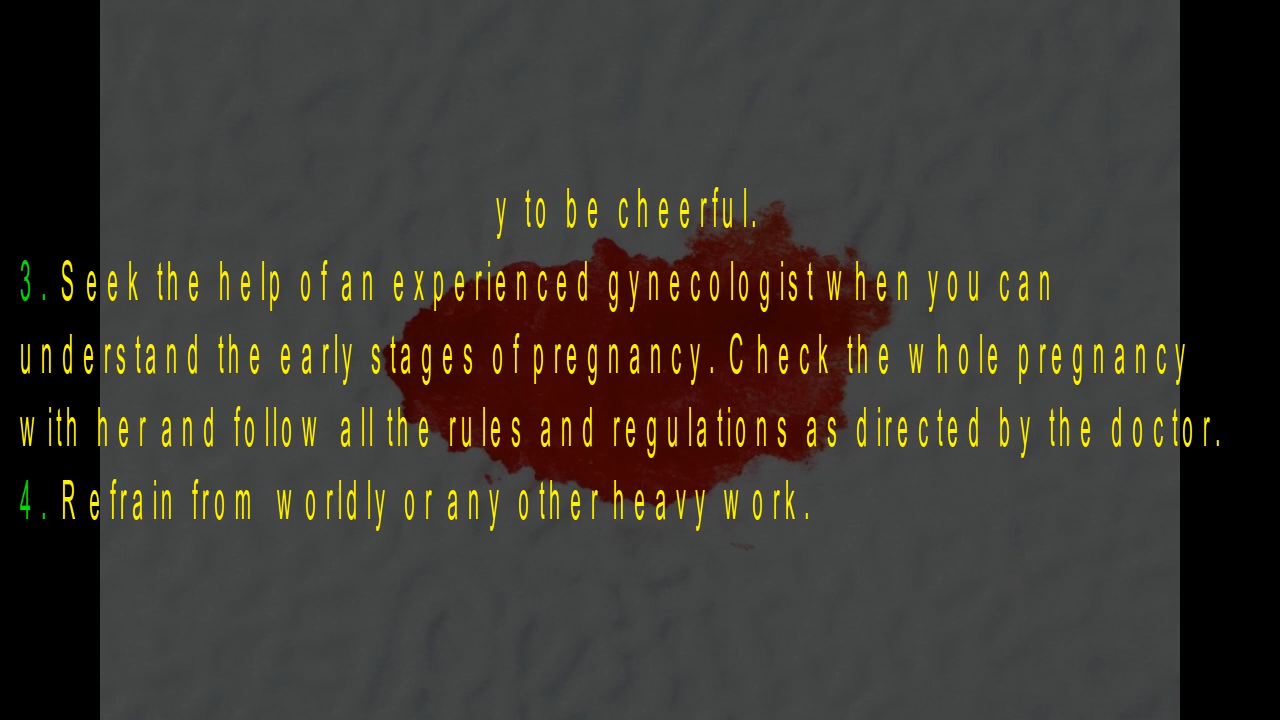 y to be cheerful.
3. Seek the help of an experienced gynecologist when you can
understand the early stages of pregnancy. Check the whole pregnancy
with her and follow all the rules and regulations as directed by the doctor.
4. Refrain from worldly or any other heavy work.